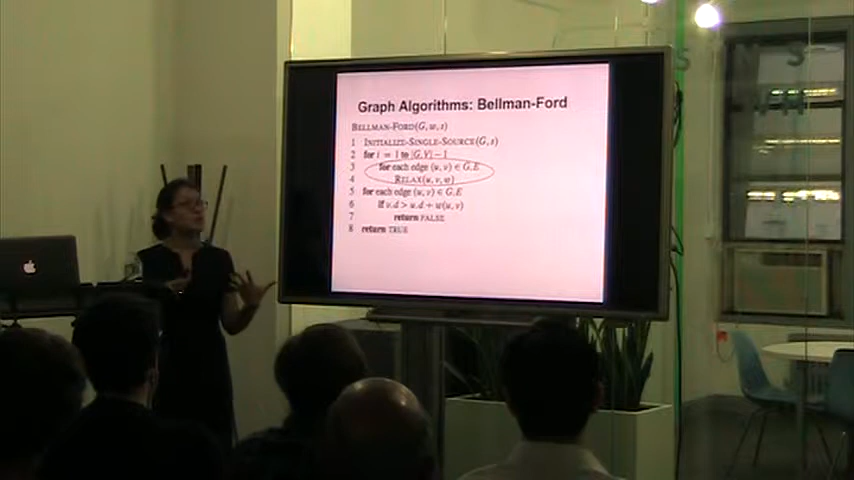 Graph Algorithms: Bellman-Ford
BELLMAN-FORD(G, w, s)
1 INITIALIZE-SINGLE-SOURCE(G, s)
2 for i = 1 to |G.V| − 1
3 for each edge (u, v) ∈ G.E
4 RELAX(u, v, w)
5 for each edge (u, v) ∈ G.E
6 if v.d > u.d + w(u, v)
7 return FALSE
8 return TRUE